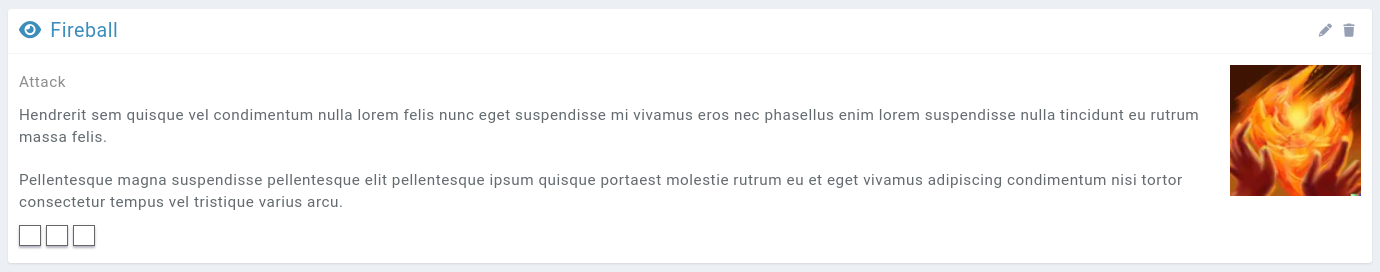 Fireball
Attack
Hendrerit sem quisque vel condimentum nulla lorem felis nunc eget suspendisse mi vivamus eros nec phasellus enim lorem suspendisse nulla tincidunt eu rutrum
massa felis.
Pellentesque magna suspendisse pellentesque elit pellentesque ipsum quisque portaest molestie rutrum eu et eget vivamus adipiscing condimentum nisi tortor
consectetur tempus vel tristique varius arcu.